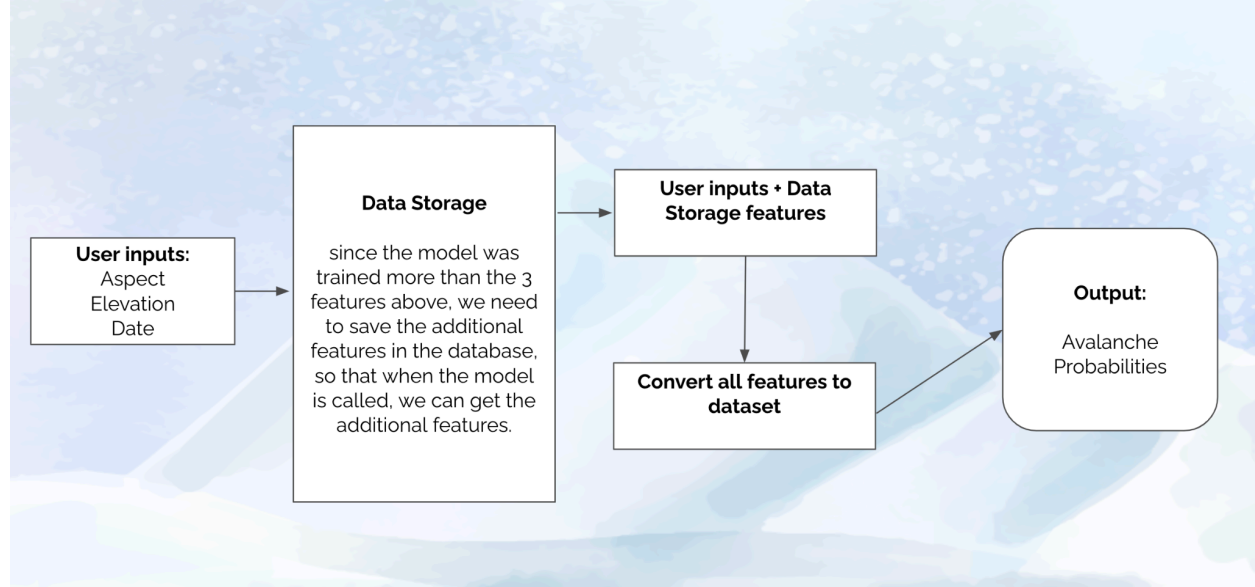 User inputs:
Aspect
Elevation
Date
Data Storage
since the model was
trained more than the 3
features above, we need
to save the additional
features in the database,
so that when the model
is called, we can get the
additional features.
User inputs + Data
Storage features
Convert all features to
dataset
Output:
Avalanche
Probabilities